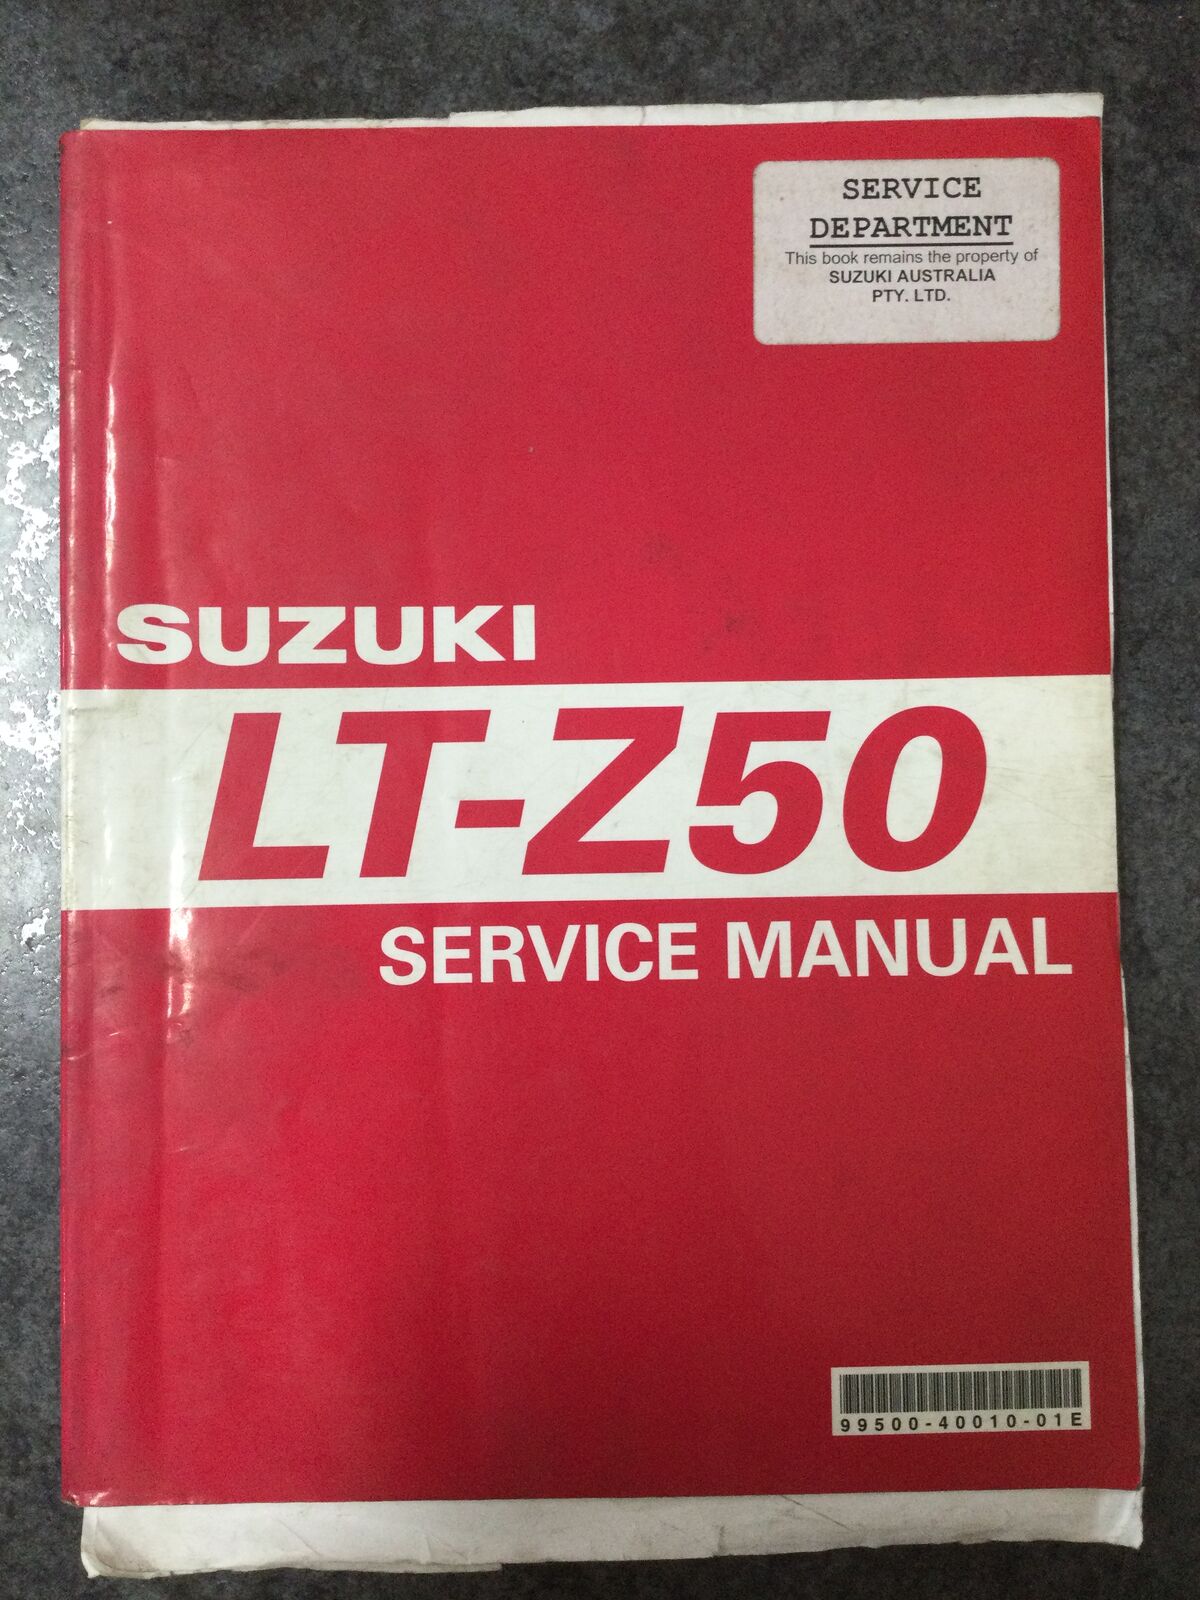 SERVICE
DEPARTMENT
This book remains the property of
SUZUKI AUSTRALIA
PTY. LTD.
SUZUKI
LT-Z50
SERVICE MANUAL
99500-40010-01E